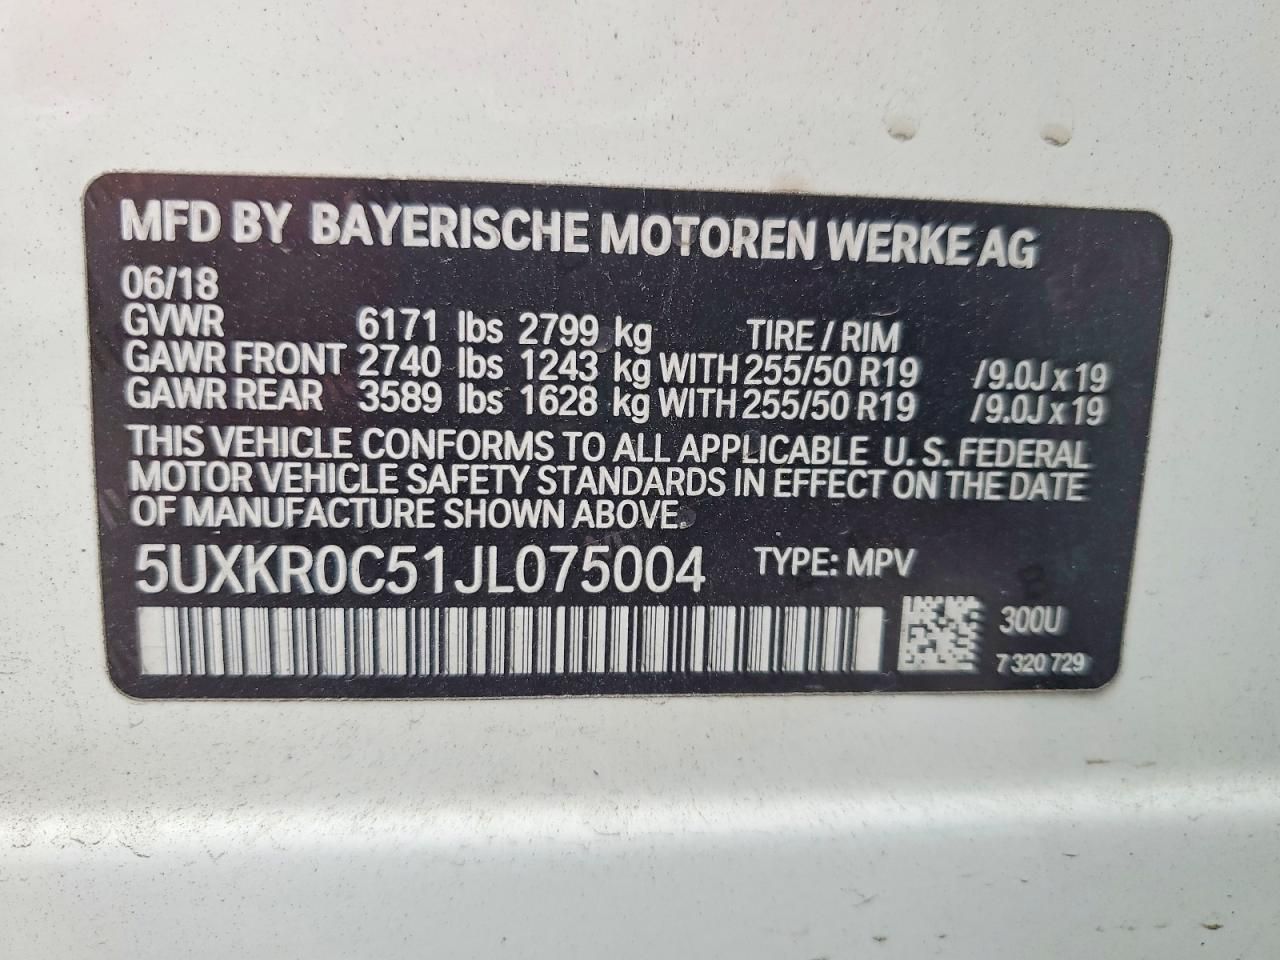 MFD BY BAYERISCHE MOTOREN WERKE AG
06/18
GVWR 6171 lbs 2799 kg TIRE / RIM
GAWR FRONT 2740 lbs 1243 kg WITH 255/50 R19 /9.0J x 19
GAWR REAR 3589 lbs 1628 kg WITH 255/50 R19 /9.0J x 19
THIS VEHICLE CONFORMS TO ALL APPLICABLE U.S. FEDERAL
MOTOR VEHICLE SAFETY STANDARDS IN EFFECT ON THE DATE
OF MANUFACTURE SHOWN ABOVE.
5UXKR0C51JL075004 TYPE: MPV
300U
7 320 729